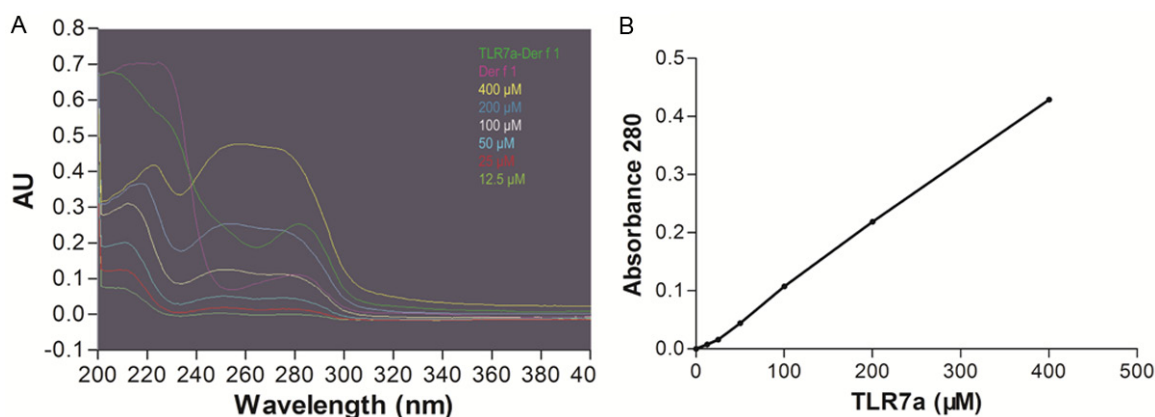 A
0.8
0.7
0.6
0.5
0.4
0.3
0.2
0.1
0.0
-0.1
AU
200 220 240 260 280 300 320 340 360 380 40
Wavelength (nm)
TLR7a-Der f 1
Der f 1
400 µM
200 µM
100 µM
50 µM
25 µM
12.5 µM
B
0.5
0.4
0.3
0.2
0.1
0.0
Absorbance 280
0 100 200 300 400 500
TLR7a (µM)